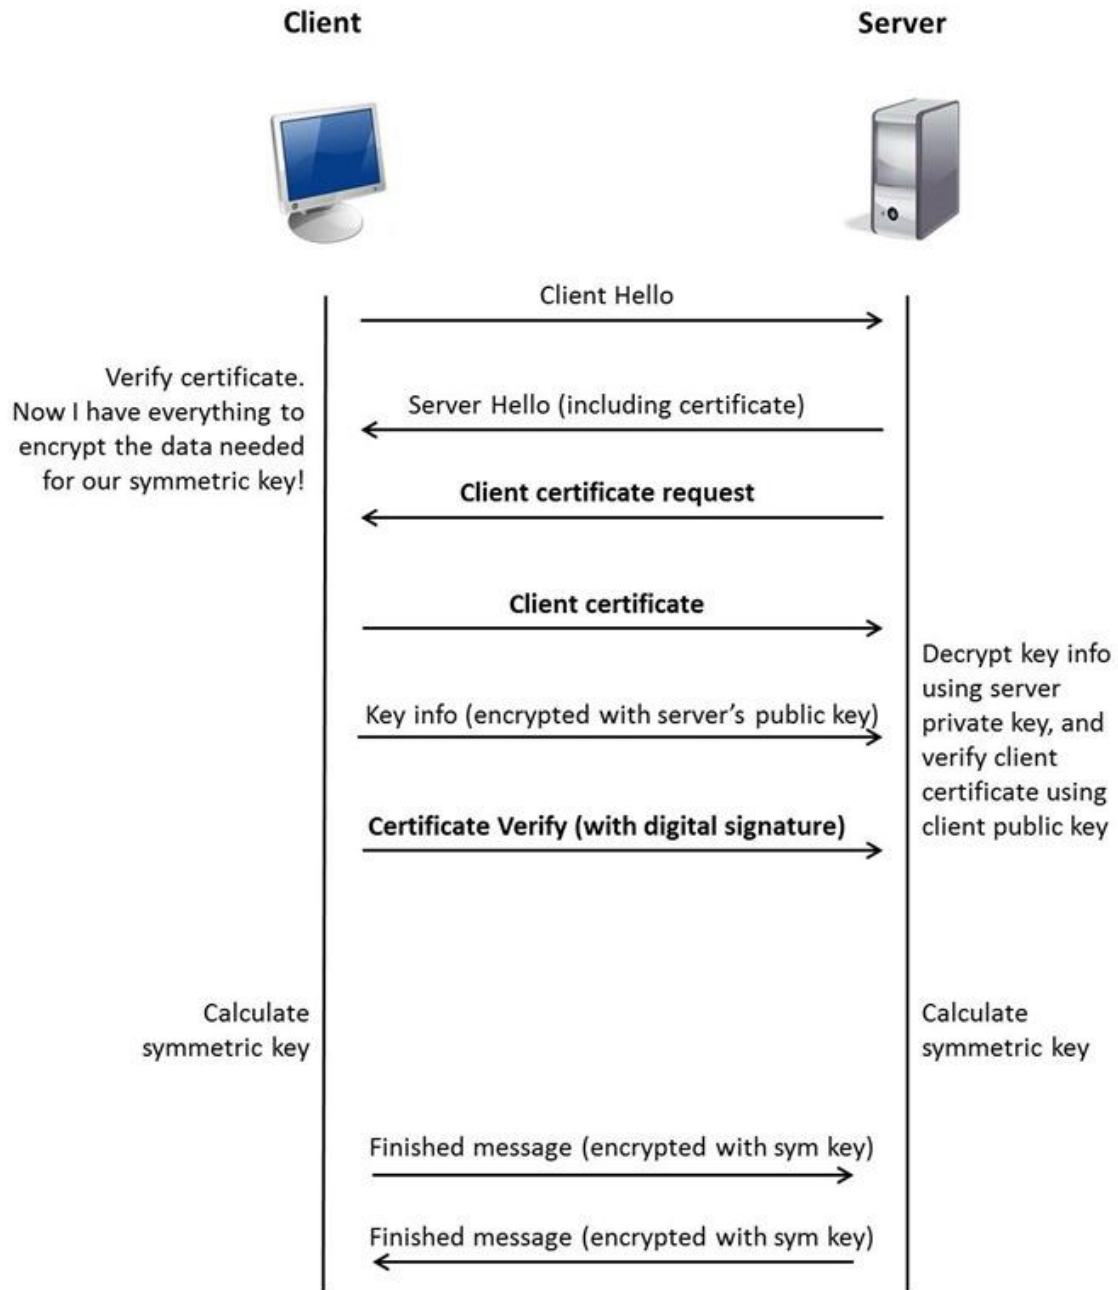 Client
Server
Client Hello
Verify certificate.
Now I have everything to
encrypt the data needed
for our symmetric key!
Server Hello (including certificate)
Client certificate request
Client certificate
Key info (encrypted with server’s public key)
Decrypt key info
using server
private key, and
verify client
certificate using
client public key
Certificate Verify (with digital signature)
Calculate
symmetric key
Calculate
symmetric key
Finished message (encrypted with sym key)
Finished message (encrypted with sym key)